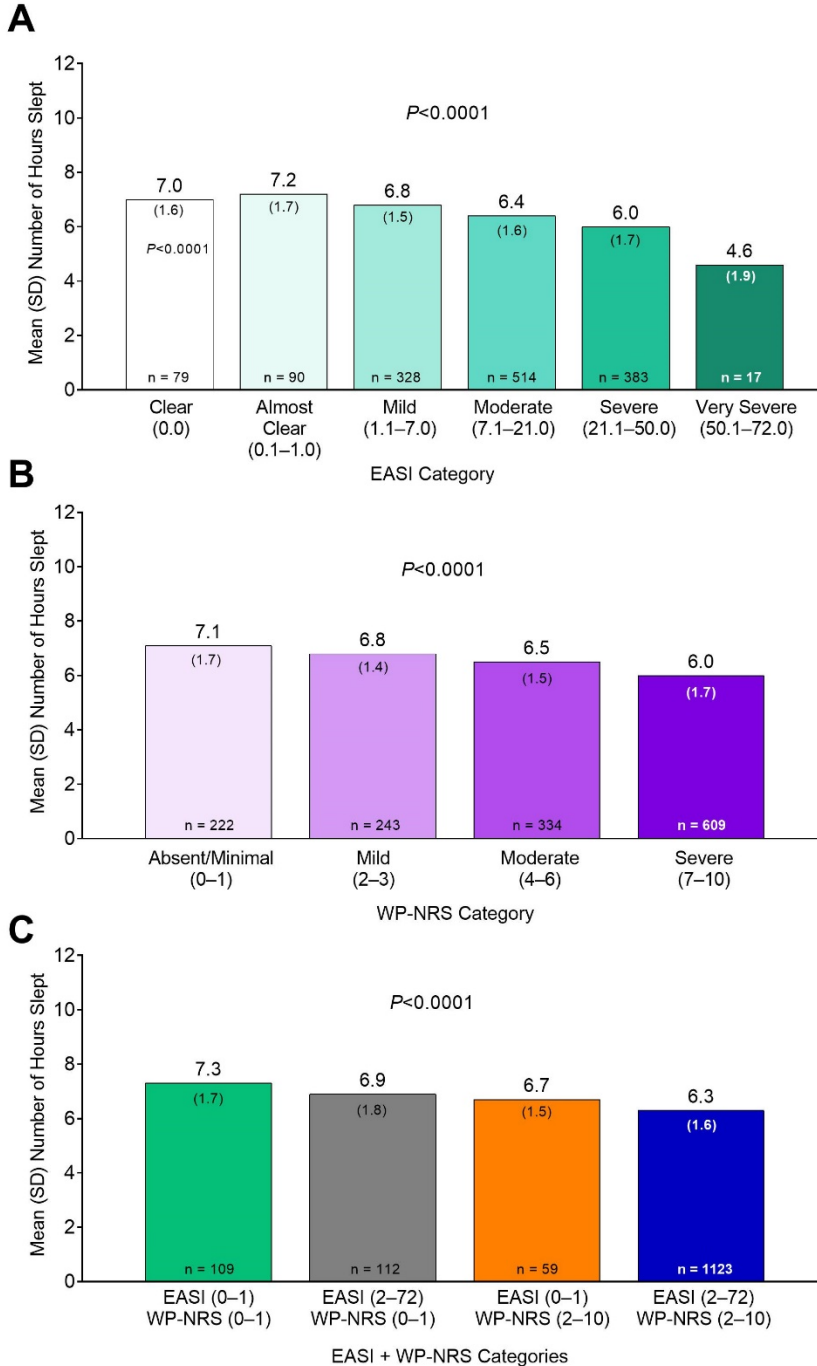 A
Mean (SD) Number of Hours Slept
12
10
8
6
4
2
0
P<0.0001
7.0
(1.6)
P<0.0001
n = 79
7.2
(1.7)
n = 90
6.8
(1.5)
n = 328
6.4
(1.6)
n = 514
6.0
(1.7)
n = 383
4.6
(1.9)
n = 17
Clear
(0.0)
Almost
Clear
(0.1–1.0)
Mild
(1.1–7.0)
Moderate
(7.1–21.0)
Severe
(21.1–50.0)
Very Severe
(50.1–72.0)
EASI Category
B
Mean (SD) Number of Hours Slept
12
10
8
6
4
2
0
P<0.0001
7.1
(1.7)
n = 222
6.8
(1.4)
n = 243
6.5
(1.5)
n = 334
6.0
(1.7)
n = 609
Absent/Minimal
(0–1)
Mild
(2–3)
Moderate
(4–6)
Severe
(7–10)
WP-NRS Category
C
Mean (SD) Number of Hours Slept
12
10
8
6
4
2
0
P<0.0001
7.3
(1.7)
n = 109
6.9
(1.8)
n = 112
6.7
(1.5)
n = 59
6.3
(1.6)
n = 1123
EASI (0–1)
WP-NRS (0–1)
EASI (2–72)
WP-NRS (0–1)
EASI (0–1)
WP-NRS (2–10)
EASI (2–72)
WP-NRS (2–10)
EASI + WP-NRS Categories